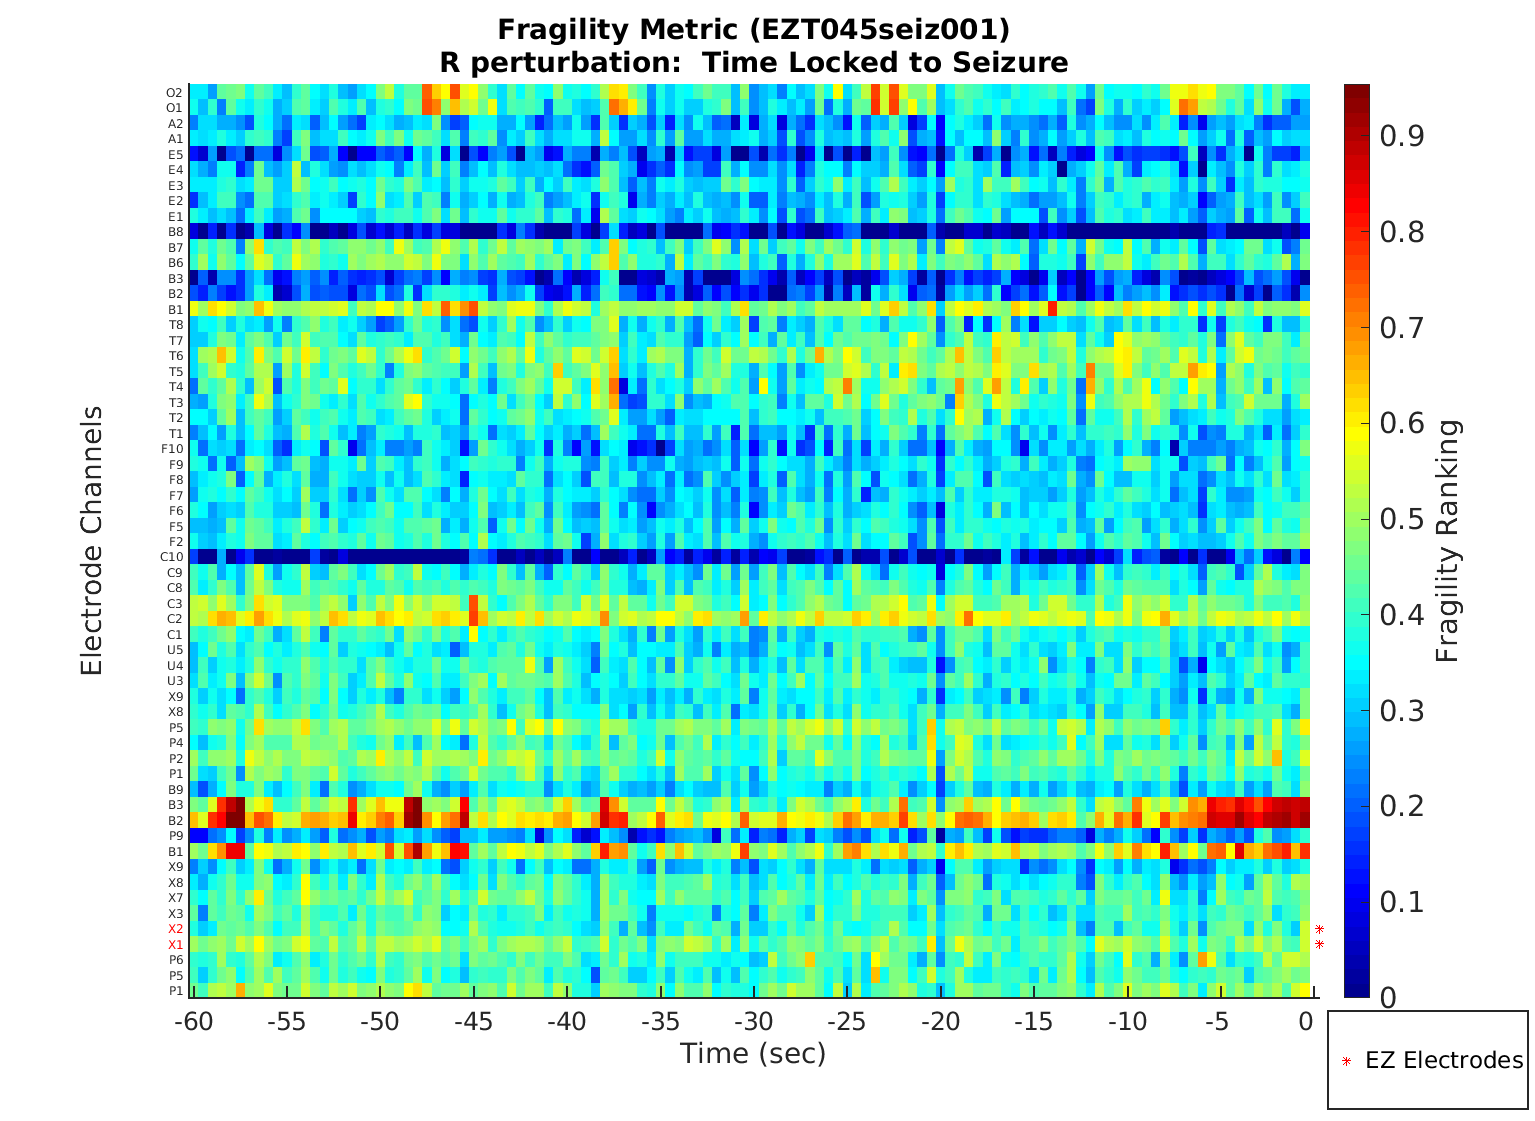 Fragility Metric (EZT045seiz001)
R perturbation:  Time Locked to Seizure
Electrode Channels
O2
O1
A2
A1
E5
E4
E3
E2
E1
B8
B7
B6
B3
B2
B1
T8
T7
T6
T5
T4
T3
T2
T1
F10
F9
F8
F7
F6
F5
F2
C10
C9
C8
C3
C2
C1
U5
U4
U3
X9
X8
P5
P4
P2
P1
B9
B3
B2
P9
B1
X9
X8
X7
X3
X2
X1
P6
P5
P1
-60 -55 -50 -45 -40 -35 -30 -25 -20 -15 -10 -5 0
Time (sec)
0.9
0.8
0.7
0.6
0.5
0.4
0.3
0.2
0.1
0
Fragility Ranking
EZ Electrodes